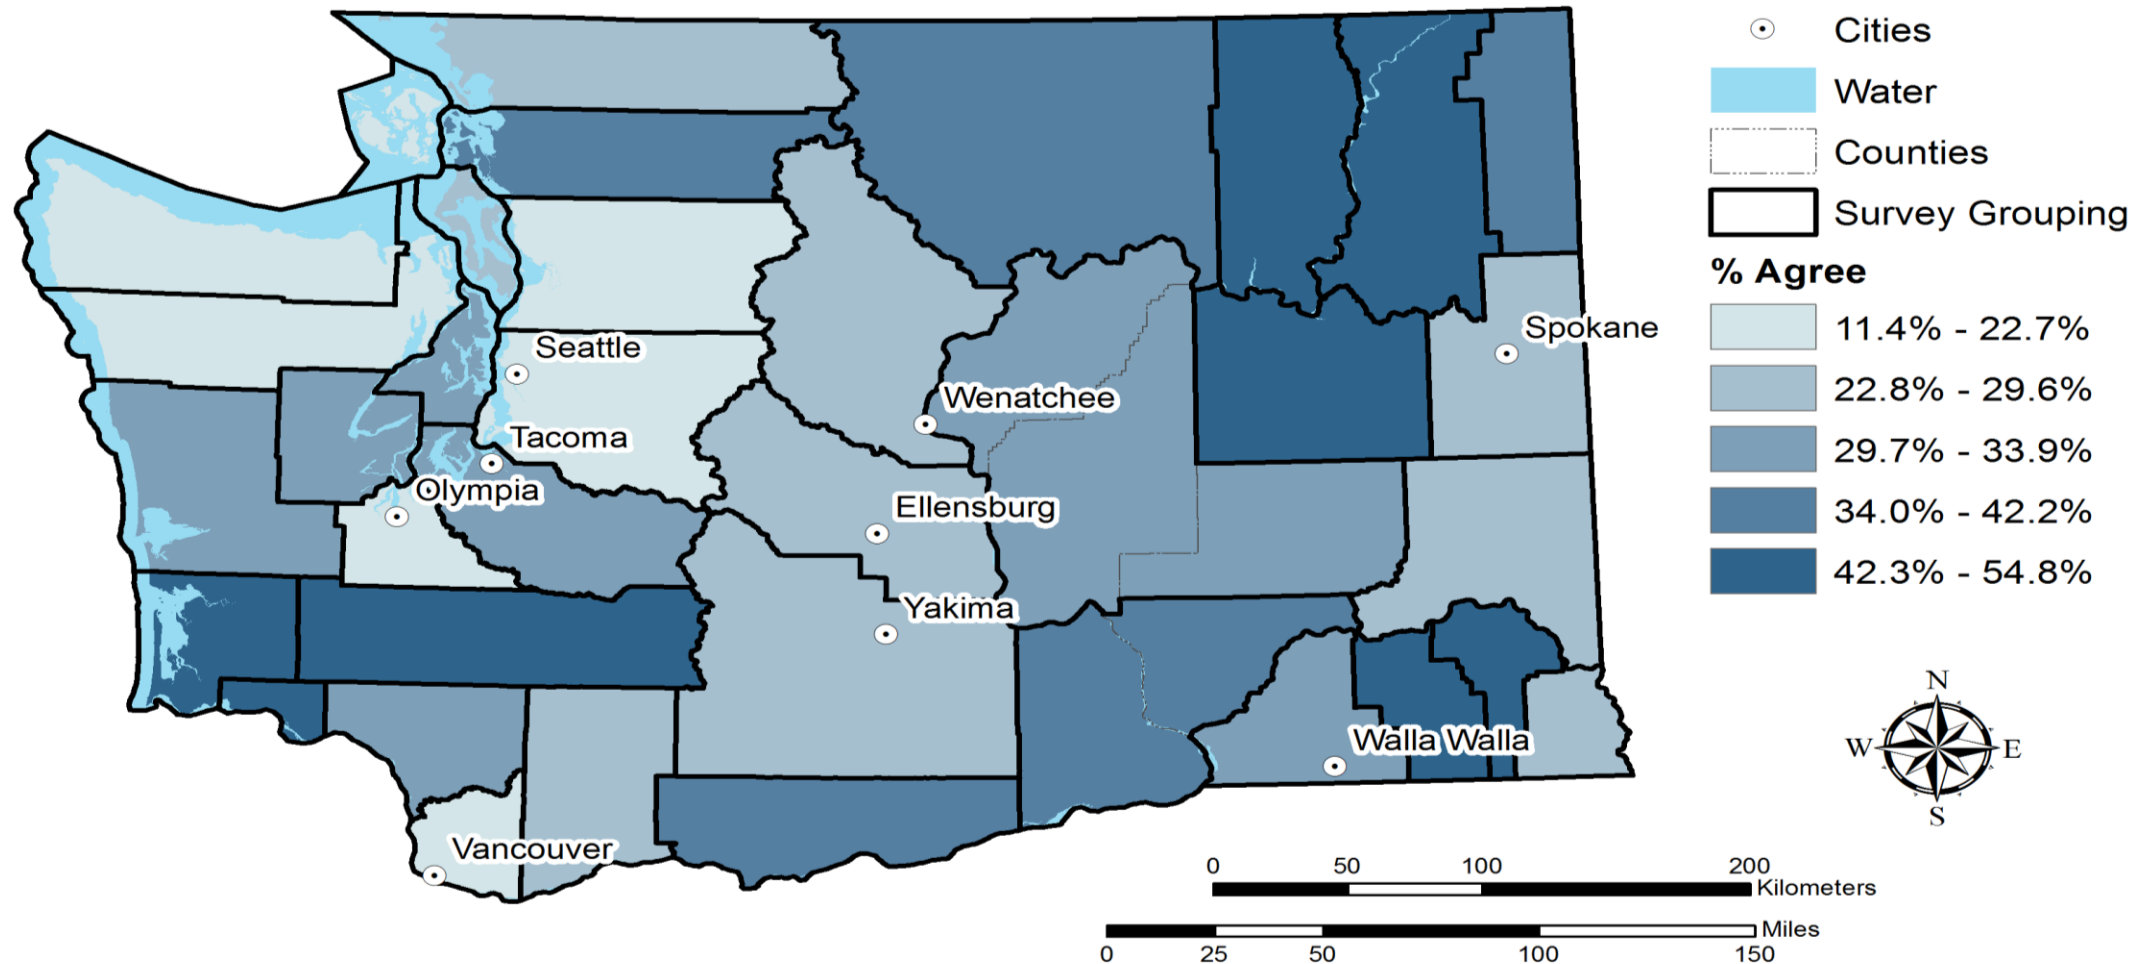 Cities
Water
Counties
Survey Grouping
% Agree
11.4% - 22.7%
22.8% - 29.6%
29.7% - 33.9%
34.0% - 42.2%
42.3% - 54.8%
Spokane
Seattle
Wenatchee
Tacoma
Olympia
Ellensburg
Yakima
Walla Walla
Vancouver
N
W E
S
0 50 100 200
Kilometers
Miles
0 25 50 100 150